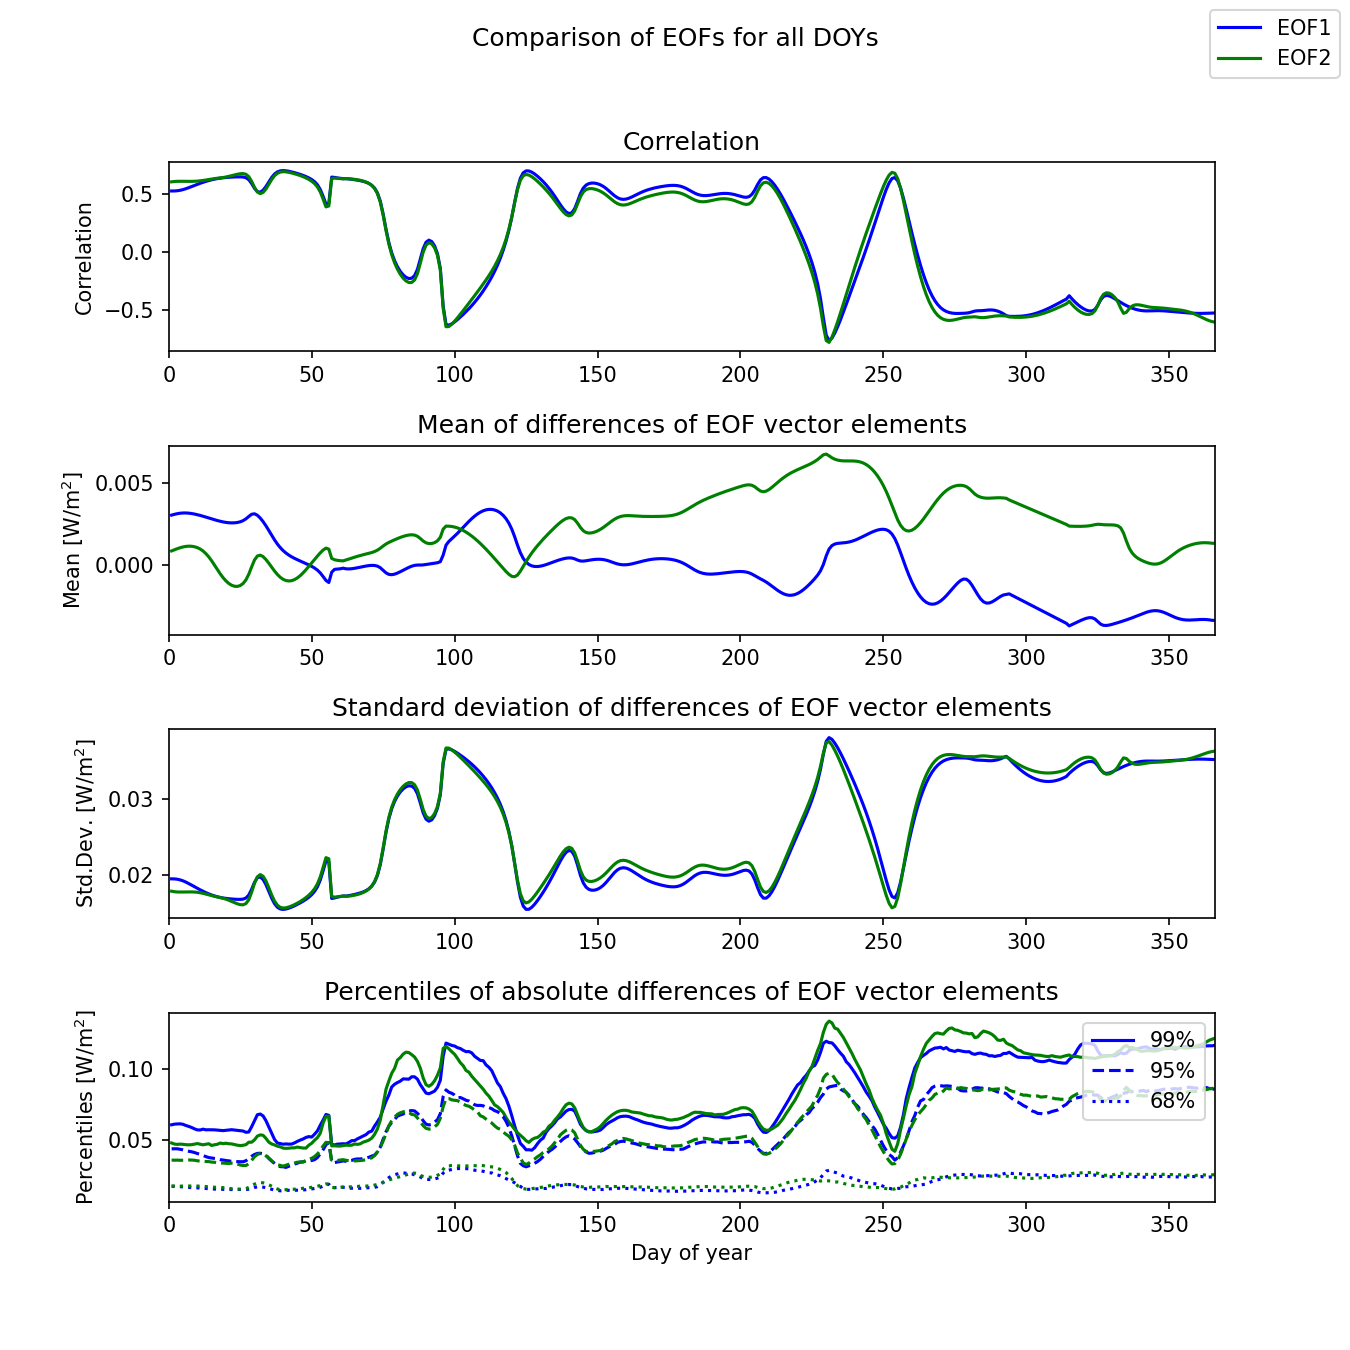 Comparison of EOFs for all DOYs
EOF1
EOF2
Correlation
Correlation
0.5
0.0
−0.5
0 50 100 150 200 250 300 350
Mean of differences of EOF vector elements
Mean [W/m²]
0.005
0.000
0 50 100 150 200 250 300 350
Standard deviation of differences of EOF vector elements
Std.Dev. [W/m²]
0.03
0.02
0 50 100 150 200 250 300 350
Percentiles of absolute differences of EOF vector elements
Percentiles [W/m²]
0.10
0.05
99%
95%
68%
0 50 100 150 200 250 300 350
Day of year